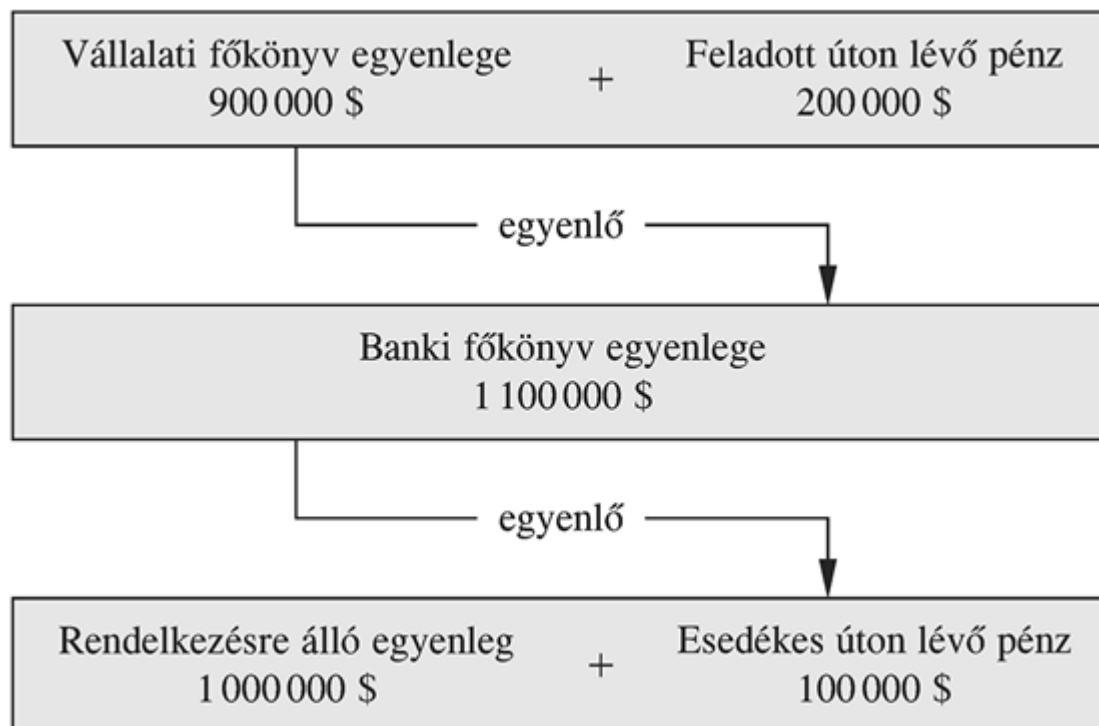 Vállalati főkönyv egyenlege + Feladott úton lévő pénz
900 000 $ 200 000 $
egyenlő
Banki főkönyv egyenlege
1 100 000 $
egyenlő
Rendelkezésre álló egyenleg + Esedékes úton lévő pénz
1 000 000 $ 100 000 $